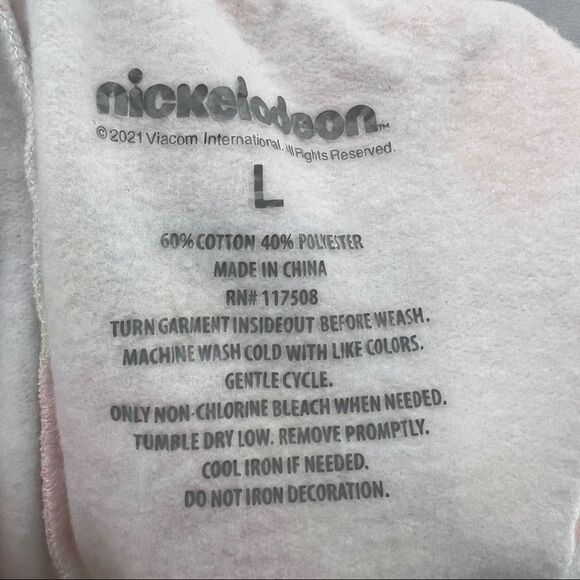 nickelodeon™
©2021 Viacom International. All Rights Reserved.
L
60% COTTON 40% POLYESTER
MADE IN CHINA
RN# 117508
TURN GARMENT INSIDEOUT BEFORE WEASH.
MACHINE WASH COLD WITH LIKE COLORS.
GENTLE CYCLE.
ONLY NON-CHLORINE BLEACH WHEN NEEDED.
TUMBLE DRY LOW. REMOVE PROMPTLY.
COOL IRON IF NEEDED.
DO NOT IRON DECORATION.